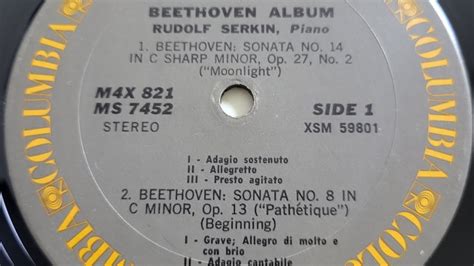 BEETHOVEN ALBUM
RUDOLF SERKIN, Piano
1. BEETHOVEN: SONATA NO. 14
IN C SHARP MINOR, Op. 27, No. 2
("Moonlight")
M4X 821
MS 7452
STEREO
SIDE 1
XSM 59801
I - Adagio sostenuto
II - Allegretto
III - Presto agitato
2. BEETHOVEN: SONATA NO. 8 IN
C MINOR, Op. 13 ("Pathétique")
(Beginning)
I - Grave; Allegro di molto e
con brio
II - Adagio cantabile
COLUMBIA
COLUMBIA
COLUMBIA